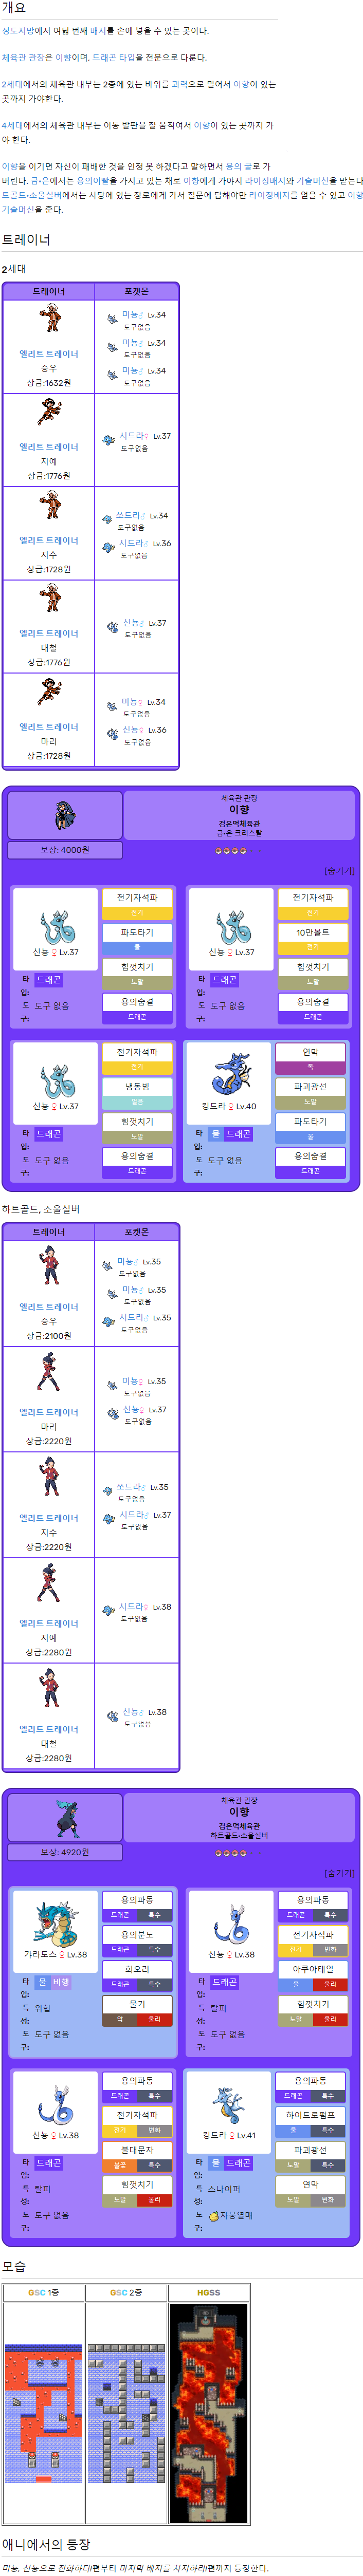 개요
성도지방에서 여덟 번째 배지를 손에 넣을 수 있는 곳이다.
체육관 관장은 이향이며, 드래곤 타입을 전문으로 다룬다.
2세대에서의 체육관 내부는 2층에 있는 바위를 괴력으로 밀어서 이향이 있는
곳까지 가야한다.
4세대에서의 체육관 내부는 이동 발판을 잘 움직여서 이향이 있는 곳까지 가
야 한다.
이향을 이기면 자신이 패배한 것을 인정 못 하겠다고 말하면서 용의 굴로 가
버린다. 금·은에서는 용의이빨을 가지고 있는 채로 이향에게 가야지 라이징배지와 기술머신을 받는다
트골드·소울실버에서는 사당에 있는 장로에게 가서 질문에 답해야만 라이징배지를 얻을 수 있고 이향
기술머신을 준다.
트레이너
2세대
트레이너 포켓몬
엘리트 트레이너
승우
상금:1632원
미뇽♂ Lv.34
도구없음
미뇽♂ Lv.34
도구없음
미뇽♂ Lv.34
도구없음
엘리트 트레이너
지예
상금:1776원
시드라♀ Lv.37
도구없음
엘리트 트레이너
지수
상금:1728원
쏘드라♂ Lv.34
도구없음
시드라♂ Lv.36
도구없음
엘리트 트레이너
대철
상금:1776원
신뇽♂ Lv.37
도구없음
엘리트 트레이너
마리
상금:1728원
미뇽♀ Lv.34
도구없음
신뇽♀ Lv.36
도구없음
체육관 관장
이향
검은먹체육관
금·은 크리스탈
보상: 4000원
[숨기기]
신뇽 ♀ Lv.37
타입: 드래곤
도구: 도구 없음
전기자석파
전기
파도타기
물
힘껏치기
노말
용의숨결
드래곤
신뇽 ♀ Lv.37
타입: 드래곤
도구: 도구 없음
전기자석파
전기
10만볼트
전기
힘껏치기
노말
용의숨결
드래곤
신뇽 ♀ Lv.37
타입: 드래곤
도구: 도구 없음
전기자석파
전기
냉동빔
얼음
힘껏치기
노말
용의숨결
드래곤
킹드라 ♀ Lv.40
타입: 물 드래곤
도구: 도구 없음
연막
독
파괴광선
노말
파도타기
물
용의숨결
드래곤
하트골드, 소울실버
트레이너 포켓몬
엘리트 트레이너
승우
상금:2100원
미뇽♂ Lv.35
도구없음
미뇽♂ Lv.35
도구없음
시드라♂ Lv.35
도구없음
엘리트 트레이너
마리
상금:2220원
미뇽♀ Lv.35
도구없음
신뇽♀ Lv.37
도구없음
엘리트 트레이너
지수
상금:2220원
쏘드라♂ Lv.35
도구없음
시드라♂ Lv.37
도구없음
엘리트 트레이너
지예
상금:2280원
시드라♀ Lv.38
도구없음
엘리트 트레이너
대철
상금:2280원
신뇽♂ Lv.38
도구없음
체육관 관장
이향
검은먹체육관
하트골드·소울실버
보상: 4920원
[숨기기]
갸라도스 ♀ Lv.38
타입: 물 비행
특성: 위협
도구: 도구 없음
용의파동
드래곤 특수
용의분노
드래곤 특수
회오리
드래곤 특수
물기
악 물리
신뇽 ♀ Lv.38
타입: 드래곤
특성: 탈피
도구: 도구 없음
용의파동
드래곤 특수
전기자석파
전기 변화
아쿠아테일
물 물리
힘껏치기
노말 물리
신뇽 ♀ Lv.38
타입: 드래곤
특성: 탈피
도구: 도구 없음
용의파동
드래곤 특수
전기자석파
전기 변화
불대문자
불꽃 특수
힘껏치기
노말 물리
킹드라 ♀ Lv.41
타입: 물 드래곤
특성: 스나이퍼
도구: 자뭉열매
용의파동
드래곤 특수
하이드로펌프
물 특수
파괴광선
노말 특수
연막
노말 변화
모습
GSC 1층 GSC 2층 HGSS
애니에서의 등장
미뇽, 신뇽으로 진화하다!편부터 마지막 배지를 차지하라!편까지 등장한다.